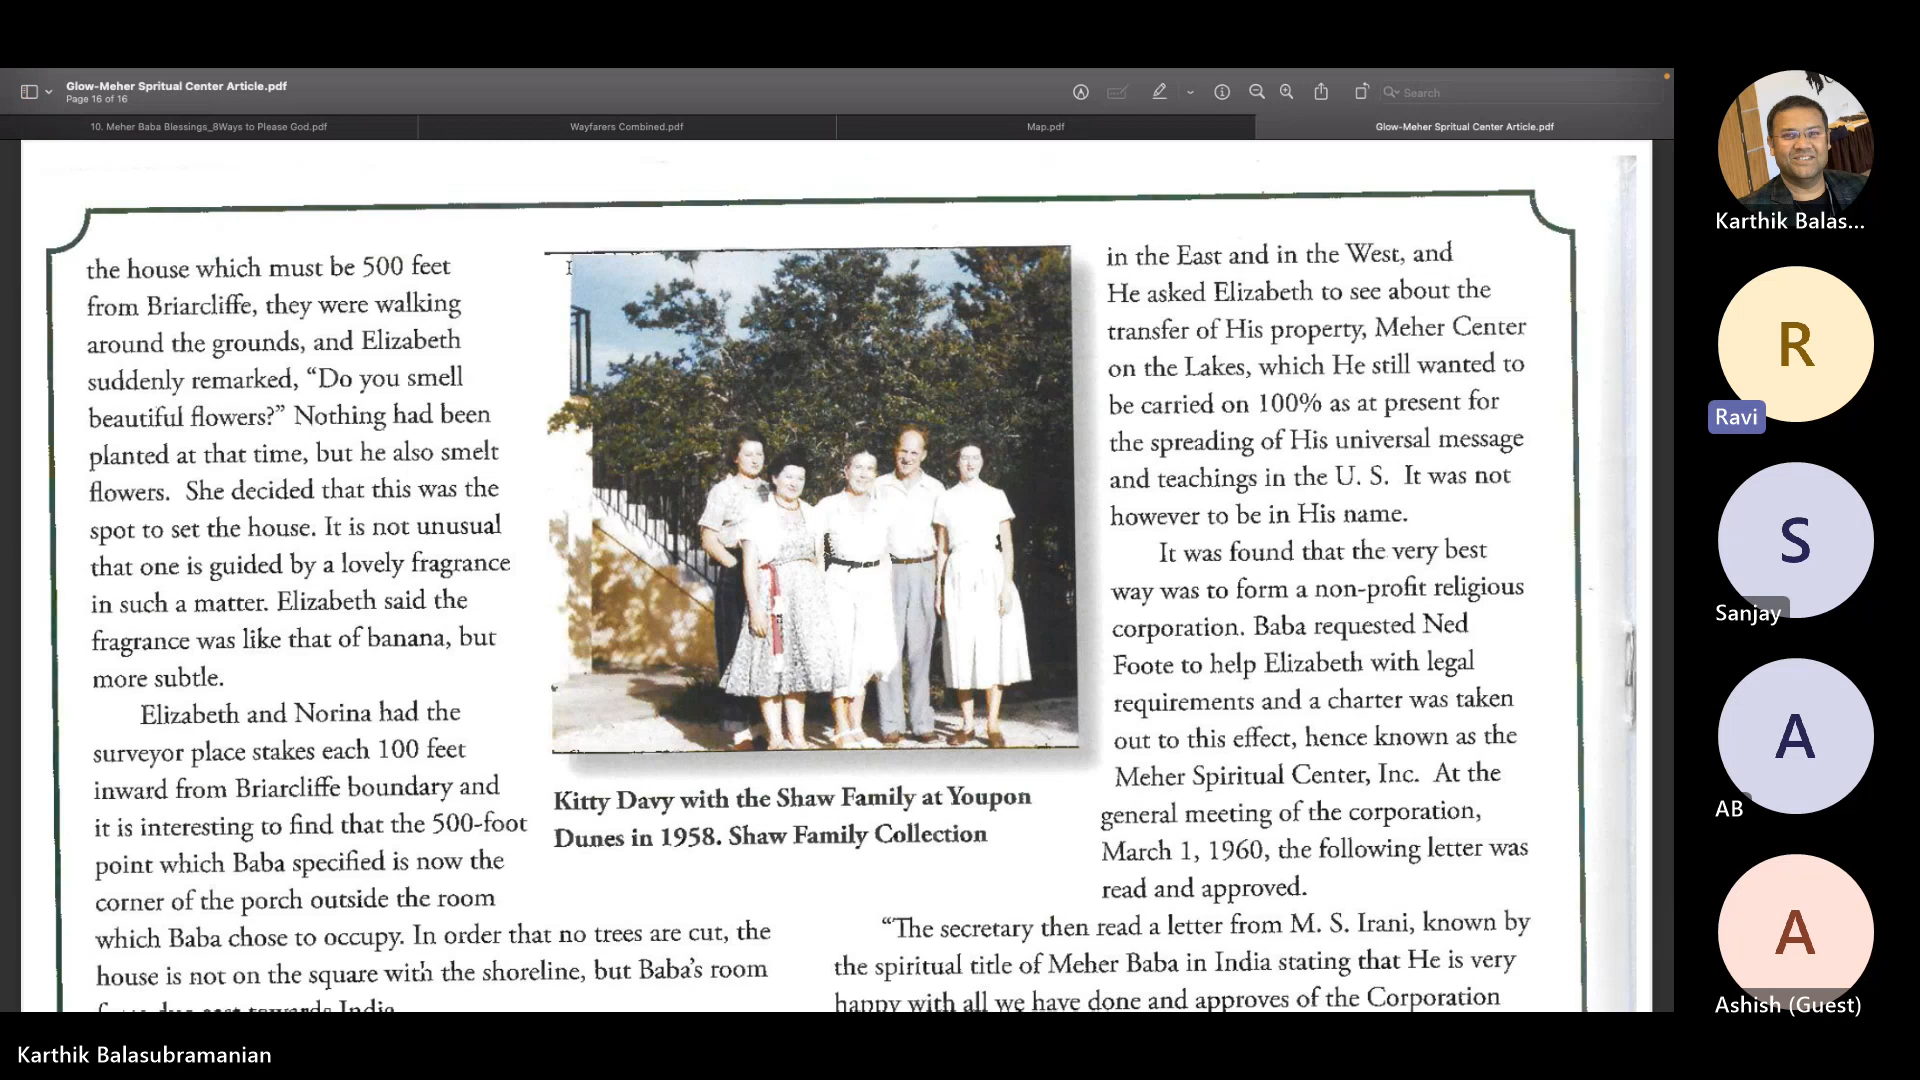 Glow-Meher Spritual Center Article.pdf
Page 16 of 16
Search
10. Meher Baba Blessings_8Ways to Please God.pdf
Wayfarers Combined.pdf
Map.pdf
Glow-Meher Spritual Center Article.pdf
the house which must be 500 feet
from Briarcliffe, they were walking
around the grounds, and Elizabeth
suddenly remarked, “Do you smell
beautiful flowers?” Nothing had been
planted at that time, but he also smelt
flowers. She decided that this was the
spot to set the house. It is not unusual
that one is guided by a lovely fragrance
in such a matter. Elizabeth said the
fragrance was like that of banana, but
more subtle.
Elizabeth and Norina had the
surveyor place stakes each 100 feet
inward from Briarcliffe boundary and
it is interesting to find that the 500-foot
point which Baba specified is now the
corner of the porch outside the room
which Baba chose to occupy. In order that no trees are cut, the
house is not on the square with the shoreline, but Baba’s room
due east towards India
Kitty Davy with the Shaw Family at Youpon
Dunes in 1958. Shaw Family Collection
in the East and in the West, and
He asked Elizabeth to see about the
transfer of His property, Meher Center
on the Lakes, which He still wanted to
be carried on 100% as at present for
the spreading of His universal message
and teachings in the U. S. It was not
however to be in His name.
It was found that the very best
way was to form a non-profit religious
corporation. Baba requested Ned
Foote to help Elizabeth with legal
requirements and a charter was taken
out to this effect, hence known as the
Meher Spiritual Center, Inc. At the
general meeting of the corporation,
March 1, 1960, the following letter was
read and approved.
“The secretary then read a letter from M. S. Irani, known by
the spiritual title of Meher Baba in India stating that He is very
happy with all we have done and approves of the Corporation
Karthik Balas...
R
Ravi
S
Sanjay
A
AB
A
Ashish (Guest)
Karthik Balasubramanian